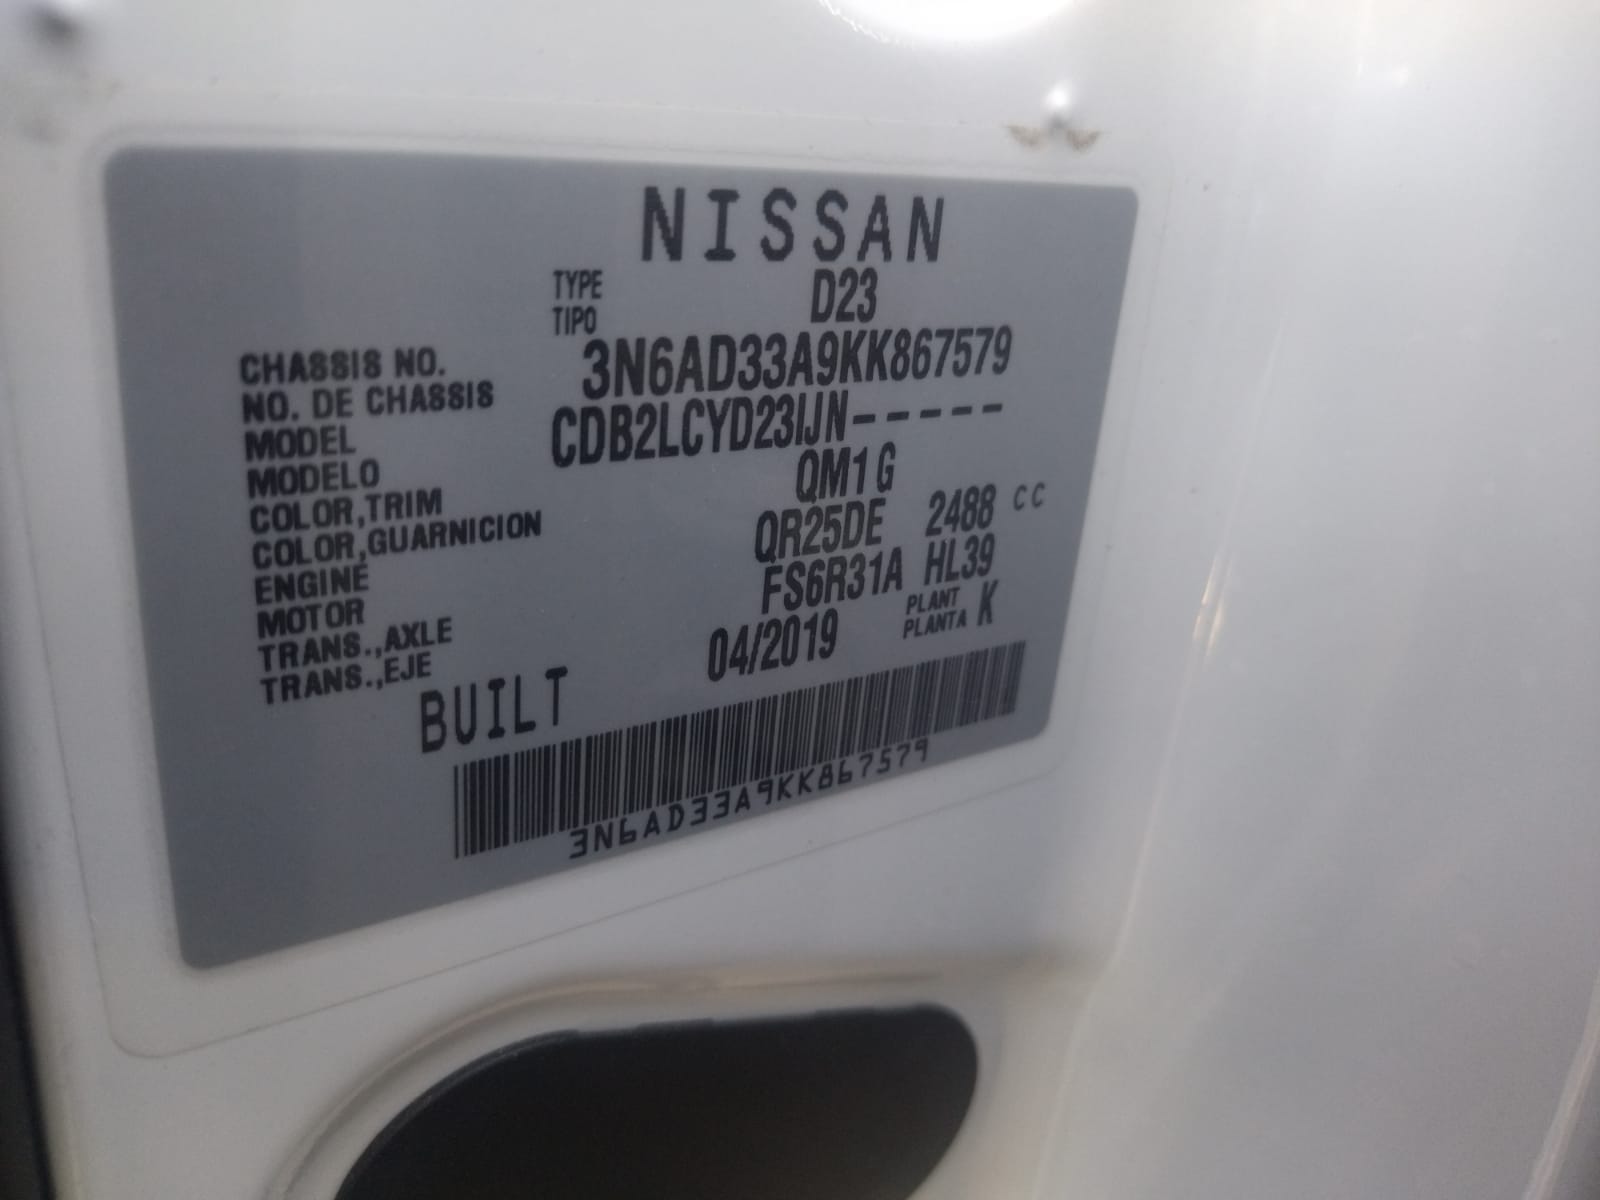 NISSAN
TYPE
TIPO D23
CHASSIS NO.
NO. DE CHASSIS 3N6AD33A9KK867579
MODEL
MODELO CDB2LCYD23IJN-----
COLOR,TRIM
COLOR,GUARNICION QM1 G
ENGINE
MOTOR QR25DE 2488 CC
TRANS.,AXLE
TRANS.,EJE FS6R31A HL39
PLANT
PLANTA K
BUILT 04/2019
3N6AD33A9KK867579